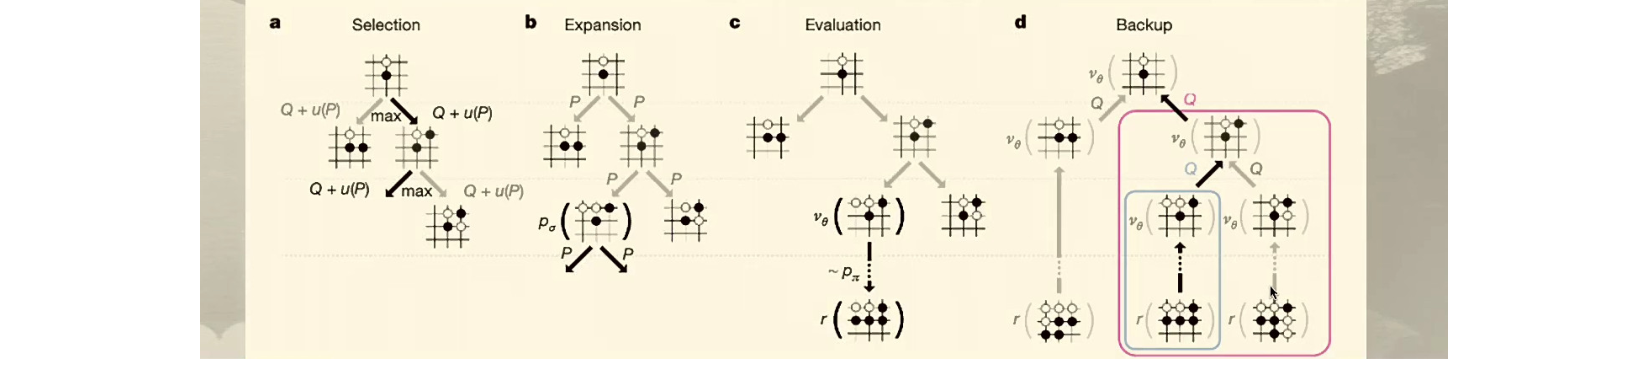 a Selection
Q + u(P) max Q + u(P)
Q + u(P) max Q + u(P)
b Expansion
P P
P P
pσ
P P
c Evaluation
vθ
~ pπ
r
d Backup
vθ
Q Q
vθ vθ
Q Q
vθ vθ
r r r